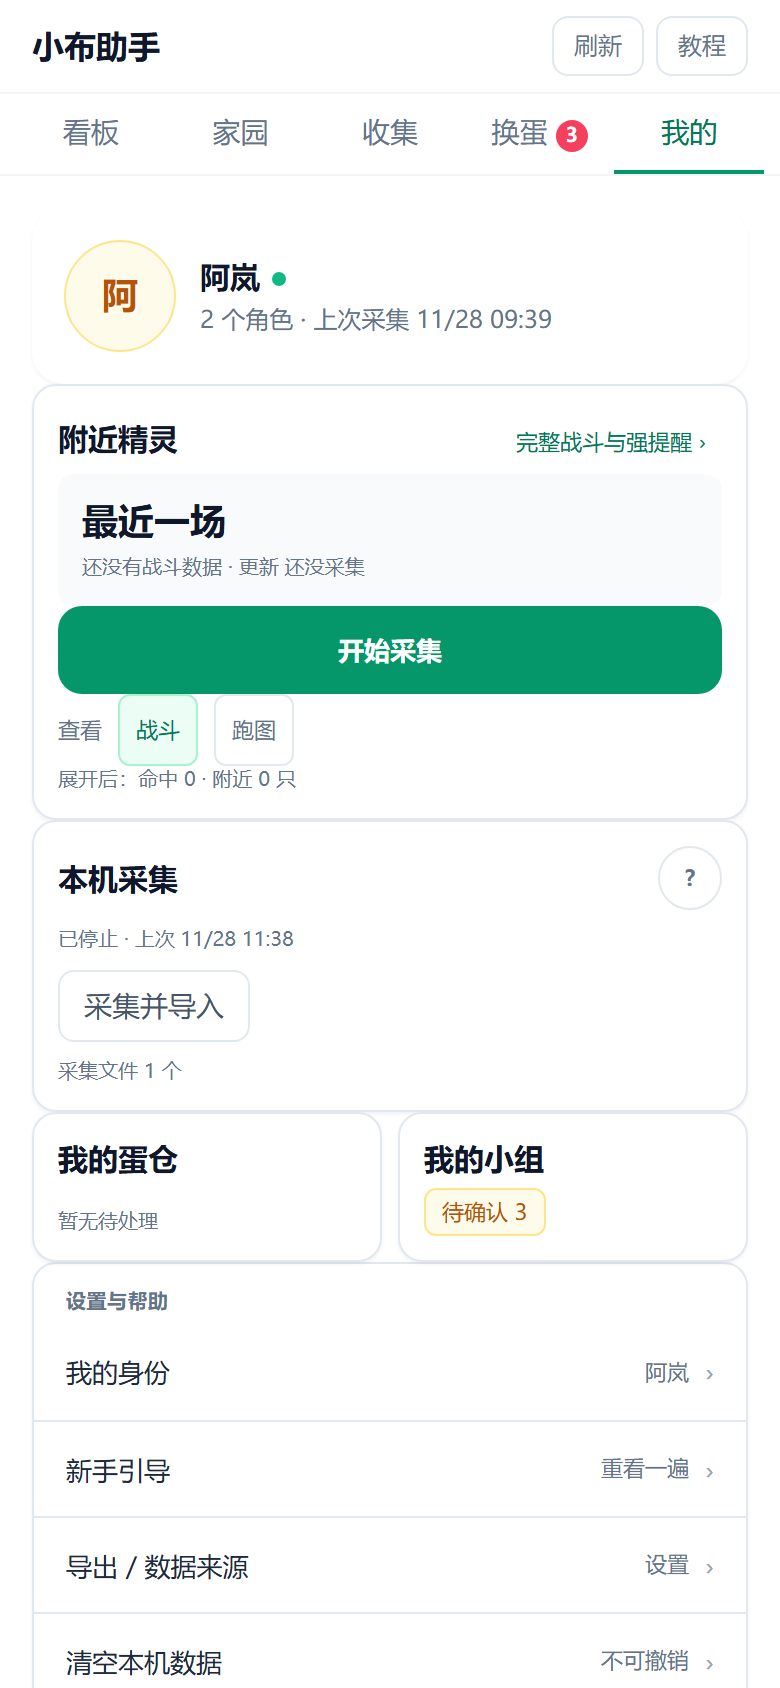 小布助手
刷新
教程
看板
家园
收集
换蛋 3
我的
阿
阿岚
2 个角色 · 上次采集 11/28 09:39
附近精灵
完整战斗与强提醒 ›
最近一场
还没有战斗数据 · 更新 还没采集
开始采集
查看 战斗 跑图
展开后：命中 0 · 附近 0 只
本机采集
?
已停止 · 上次 11/28 11:38
采集并导入
采集文件 1 个
我的蛋仓
暂无待处理
我的小组
待确认 3
设置与帮助
我的身份 阿岚 ›
新手引导 重看一遍 ›
导出 / 数据来源 设置 ›
清空本机数据 不可撤销 ›